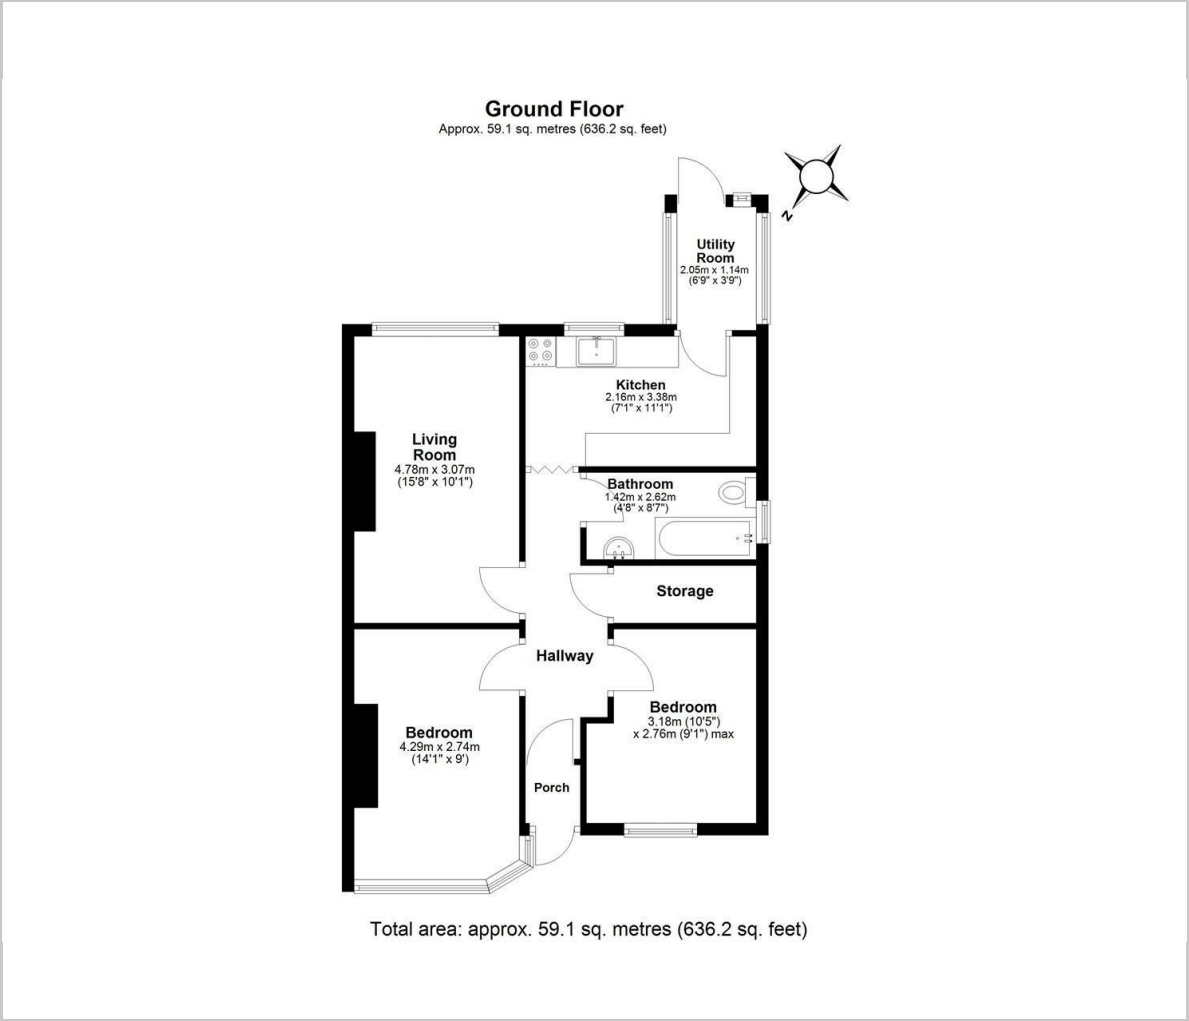 Ground Floor
Approx. 59.1 sq. metres (636.2 sq. feet)
N
Utility
Room
2.05m x 1.14m
(6'9" x 3'9")
Kitchen
2.16m x 3.38m
(7'1" x 11'1")
Living
Room
4.78m x 3.07m
(15'8" x 10'1")
Bathroom
1.42m x 2.62m
(4'8" x 8'7")
Storage
Hallway
Bedroom
3.18m (10'5")
x 2.76m (9'1") max
Bedroom
4.29m x 2.74m
(14'1" x 9')
Porch
Total area: approx. 59.1 sq. metres (636.2 sq. feet)